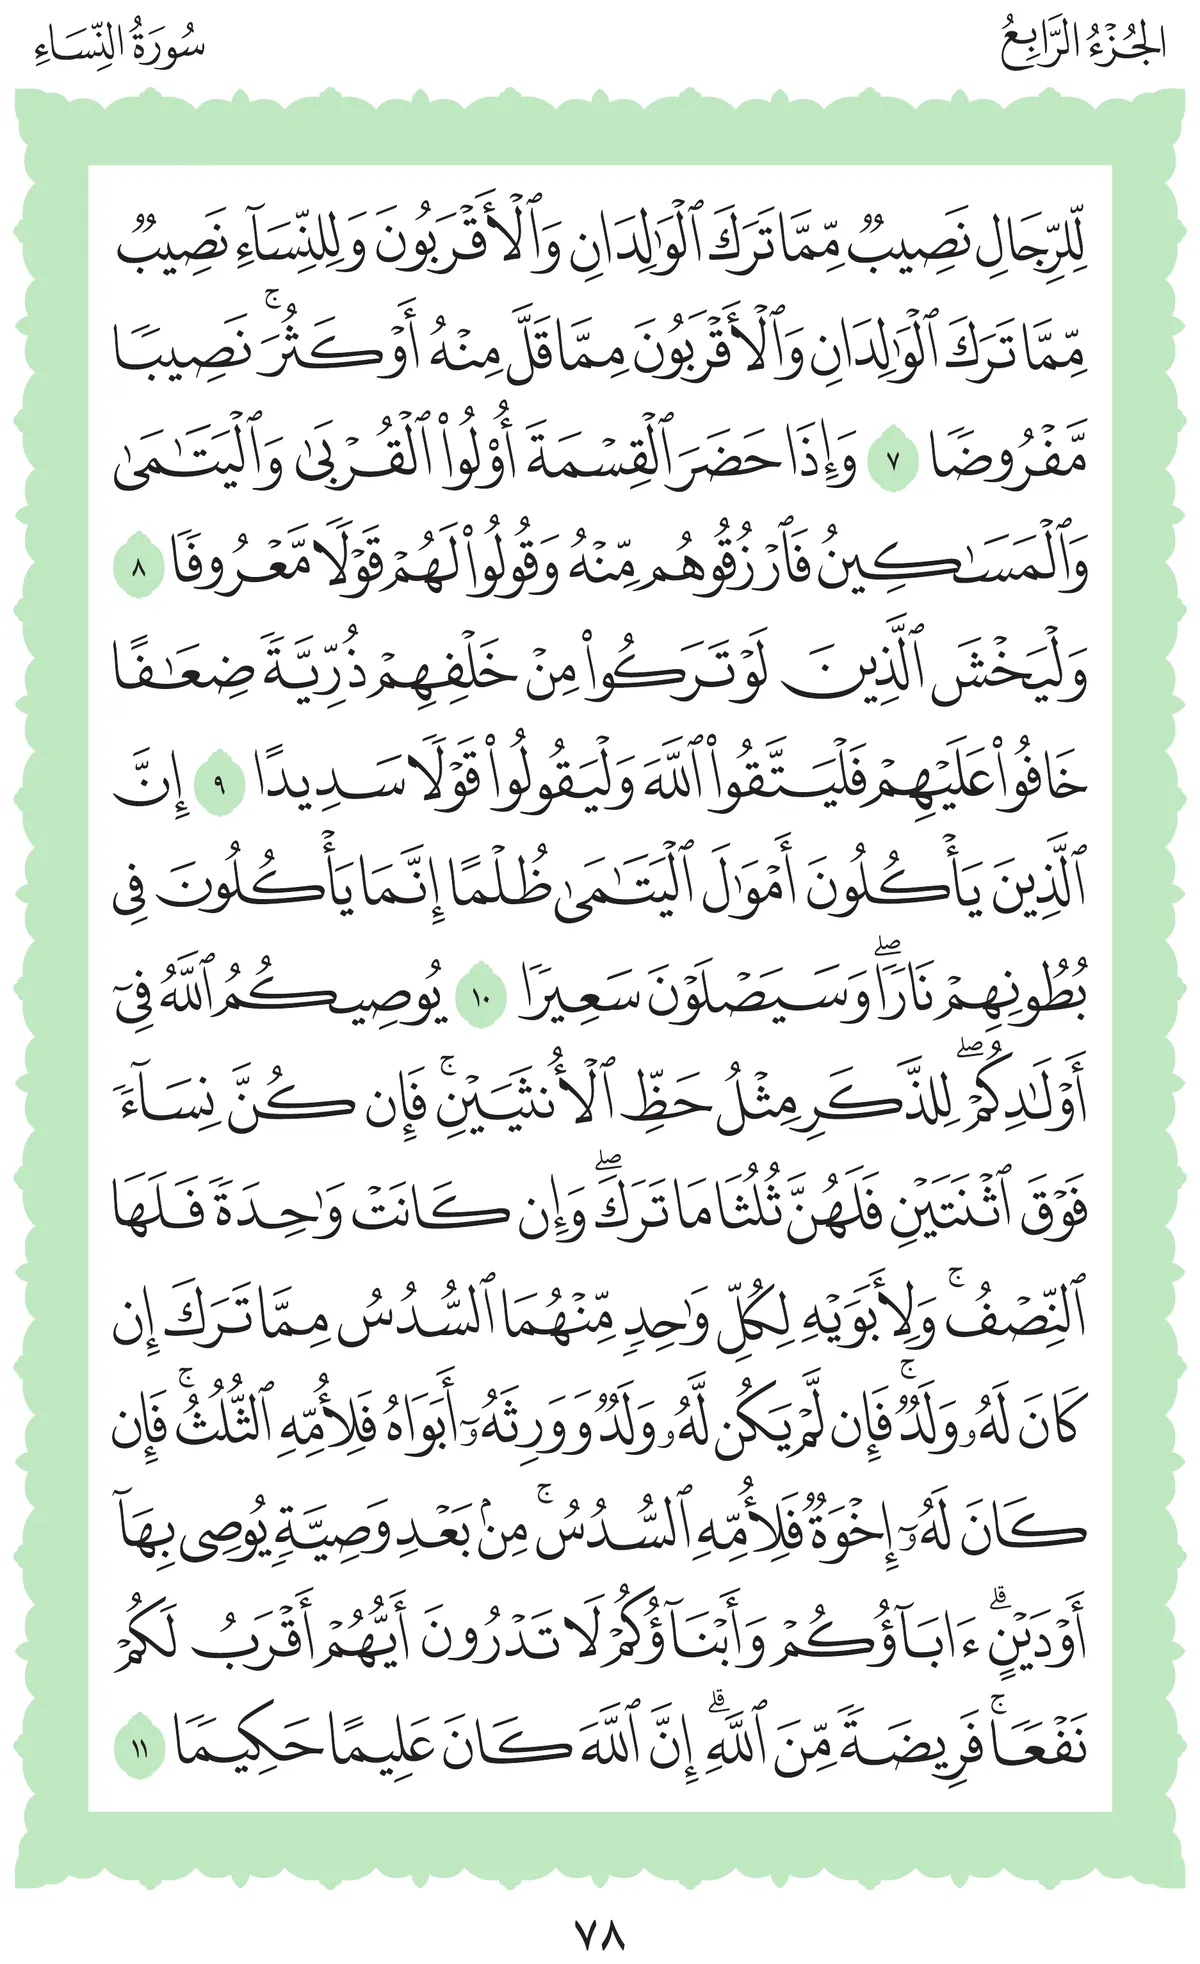 الجُزْءُ الرَّابِعُ
سُورَةُ النِّسَاءِ
لِّلرِّجَالِ نَصِيبٌ مِّمَّا تَرَكَ ٱلْوَٰلِدَانِ وَٱلْأَقْرَبُونَ وَلِلنِّسَآءِ نَصِيبٌ
مِّمَّا تَرَكَ ٱلْوَٰلِدَانِ وَٱلْأَقْرَبُونَ مِمَّا قَلَّ مِنْهُ أَوْ كَثُرَۚ نَصِيبًا
مَّفْرُوضًا ٧ وَإِذَا حَضَرَ ٱلْقِسْمَةَ أُو۟لُوا۟ ٱلْقُرْبَىٰ وَٱلْيَتَٰمَىٰ
وَٱلْمَسَٰكِينُ فَٱرْزُقُوهُم مِّنْهُ وَقُولُوا۟ لَهُمْ قَوْلًا مَّعْرُوفًا ٨
وَلْيَخْشَ ٱلَّذِينَ لَوْ تَرَكُوا۟ مِنْ خَلْفِهِمْ ذُرِّيَّةً ضِعَٰفًا
خَافُوا۟ عَلَيْهِمْ فَلْيَتَّقُوا۟ ٱللَّهَ وَلْيَقُولُوا۟ قَوْلًا سَدِيدًا ٩ إِنَّ
ٱلَّذِينَ يَأْكُلُونَ أَمْوَٰلَ ٱلْيَتَٰمَىٰ ظُلْمًا إِنَّمَا يَأْكُلُونَ فِى
بُطُونِهِمْ نَارًاۖ وَسَيَصْلَوْنَ سَعِيرًا ١٠ يُوصِيكُمُ ٱللَّهُ فِىٓ
أَوْلَٰدِكُمْۖ لِلذَّكَرِ مِثْلُ حَظِّ ٱلْأُنثَيَيْنِۚ فَإِن كُنَّ نِسَآءً
فَوْقَ ٱثْنَتَيْنِ فَلَهُنَّ ثُلُثَا مَا تَرَكَۖ وَإِن كَانَتْ وَٰحِدَةً فَلَهَا
ٱلنِّصْفُۚ وَلِأَبَوَيْهِ لِكُلِّ وَٰحِدٍ مِّنْهُمَا ٱلسُّدُسُ مِمَّا تَرَكَ إِن
كَانَ لَهُۥ وَلَدٌۚ فَإِن لَّمْ يَكُن لَّهُۥ وَلَدٌ وَوَرِثَهُۥٓ أَبَوَاهُ فَلِأُمِّهِ ٱلثُّلُثُۚ فَإِن
كَانَ لَهُۥٓ إِخْوَةٌ فَلِأُمِّهِ ٱلسُّدُسُۚ مِنۢ بَعْدِ وَصِيَّةٍ يُوصِى بِهَآ
أَوْ دَيْنٍۗ ءَابَآؤُكُمْ وَأَبْنَآؤُكُمْ لَا تَدْرُونَ أَيُّهُمْ أَقْرَبُ لَكُمْ
نَفْعًاۚ فَرِيضَةً مِّنَ ٱللَّهِۗ إِنَّ ٱللَّهَ كَانَ عَلِيمًا حَكِيمًا ١١
٧٨